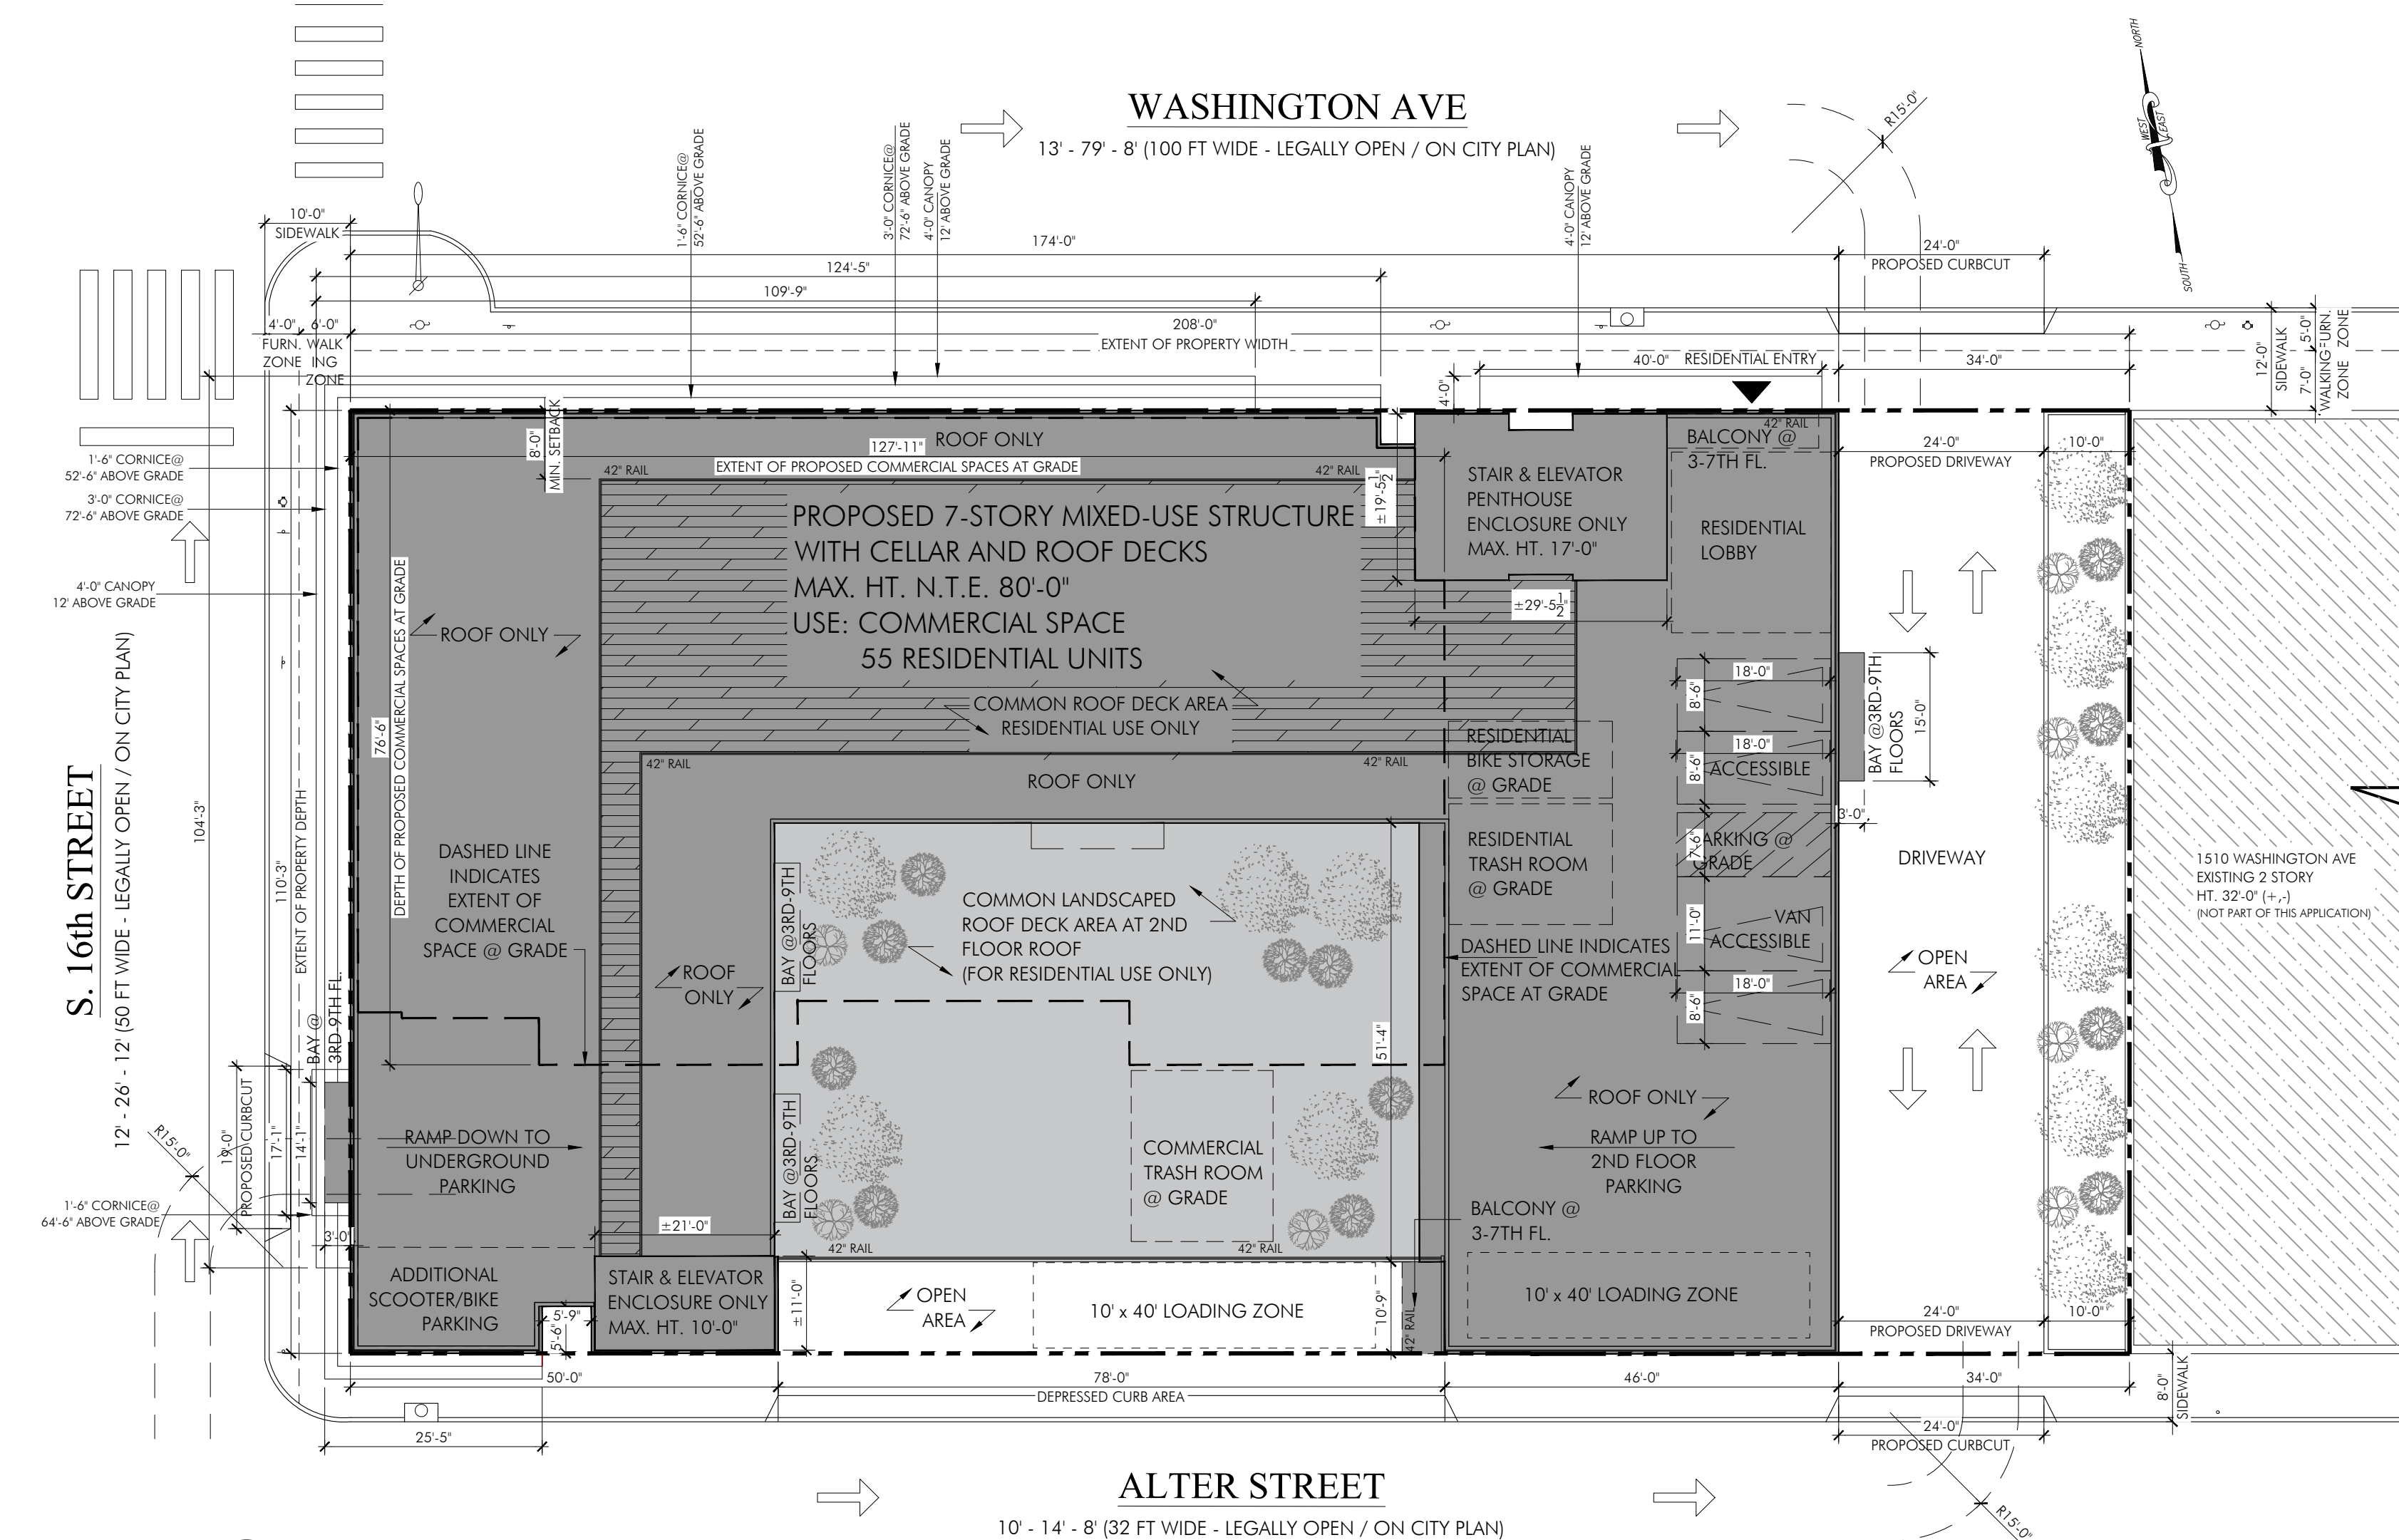 WASHINGTON AVE
13' - 79' - 8' (100 FT WIDE - LEGALLY OPEN / ON CITY PLAN)
NORTH
WEST
EAST
SOUTH
R15'-0"
1'-6" CORNICE@
52'-6" ABOVE GRADE
3'-0" CORNICE@
72'-6" ABOVE GRADE
4'-0" CANOPY
12' ABOVE GRADE
4'-0" CANOPY
12' ABOVE GRADE
10'-0"
SIDEWALK
174'-0"
24'-0"
PROPOSED CURBCUT
124'-5"
109'-9"
4'-0"
6'-0"
FURN.
ZONE
WALK
ING
ZONE
208'-0"
EXTENT OF PROPERTY WIDTH
40'-0"
RESIDENTIAL ENTRY
34'-0"
12'-0"
SIDEWALK
5'-0"
7'-0"
FURN.
ZONE
WALKING
ZONE
4'-0"
8'-0"
MIN. SETBACK
127'-11"
ROOF ONLY
EXTENT OF PROPOSED COMMERCIAL SPACES AT GRADE
42" RAIL
42" RAIL
±19'-5 1/2"
42" RAIL
BALCONY @
3-7TH FL.
24'-0"
10'-0"
PROPOSED DRIVEWAY
1'-6" CORNICE@
52'-6" ABOVE GRADE
3'-0" CORNICE@
72'-6" ABOVE GRADE
4'-0" CANOPY
12' ABOVE GRADE
STAIR & ELEVATOR
PENTHOUSE
ENCLOSURE ONLY
MAX. HT. 17'-0"
RESIDENTIAL
LOBBY
PROPOSED 7-STORY MIXED-USE STRUCTURE
WITH CELLAR AND ROOF DECKS
MAX. HT. N.T.E. 80'-0"
USE: COMMERCIAL SPACE
55 RESIDENTIAL UNITS
±29'-5 1/2"
ROOF ONLY
COMMON ROOF DECK AREA
RESIDENTIAL USE ONLY
76'-6"
DEPTH OF PROPOSED COMMERCIAL SPACES AT GRADE
S. 16th STREET
12' - 26' - 12' (50 FT WIDE - LEGALLY OPEN / ON CITY PLAN)
104'-3"
110'-3"
EXTENT OF PROPERTY DEPTH
42" RAIL
42" RAIL
ROOF ONLY
RESIDENTIAL
BIKE STORAGE
@ GRADE
RESIDENTIAL
TRASH ROOM
@ GRADE
18'-0"
8'-6"
18'-0"
8'-6"
ACCESSIBLE
7'-6"
PARKING @
GRADE
11'-0"
VAN
ACCESSIBLE
18'-0"
8'-6"
BAY @3RD-9TH
FLOORS
15'-0"
3'-0"
DRIVEWAY
OPEN
AREA
1510 WASHINGTON AVE
EXISTING 2 STORY
HT. 32'-0" (+,-)
(NOT PART OF THIS APPLICATION)
DASHED LINE
INDICATES
EXTENT OF
COMMERCIAL
SPACE @ GRADE
ROOF
ONLY
BAY @3RD-9TH
FLOORS
COMMON LANDSCAPED
ROOF DECK AREA AT 2ND
FLOOR ROOF
(FOR RESIDENTIAL USE ONLY)
DASHED LINE INDICATES
EXTENT OF COMMERCIAL
SPACE AT GRADE
51'-4"
BAY @
3RD-9TH FL.
19'-0"
PROPOSED CURBCUT
17'-1"
14'-1"
R15'-0"
1'-6" CORNICE@
64'-6" ABOVE GRADE
3'-0"
RAMP DOWN TO
UNDERGROUND
PARKING
BAY @3RD-9TH
FLOORS
COMMERCIAL
TRASH ROOM
@ GRADE
ROOF ONLY
RAMP UP TO
2ND FLOOR
PARKING
BALCONY @
3-7TH FL.
±21'-0"
42" RAIL
42" RAIL
ADDITIONAL
SCOOTER/BIKE
PARKING
STAIR & ELEVATOR
ENCLOSURE ONLY
MAX. HT. 10'-0"
5'-9"
5'-6"
±11'-0"
OPEN
AREA
10' x 40' LOADING ZONE
10'-9"
42" RAIL
10' x 40' LOADING ZONE
24'-0"
10'-0"
PROPOSED DRIVEWAY
50'-0"
78'-0"
DEPRESSED CURB AREA
46'-0"
34'-0"
8'-0"
SIDEWALK
25'-5"
24'-0"
PROPOSED CURBCUT
R15'-0"
ALTER STREET
10' - 14' - 8' (32 FT WIDE - LEGALLY OPEN / ON CITY PLAN)